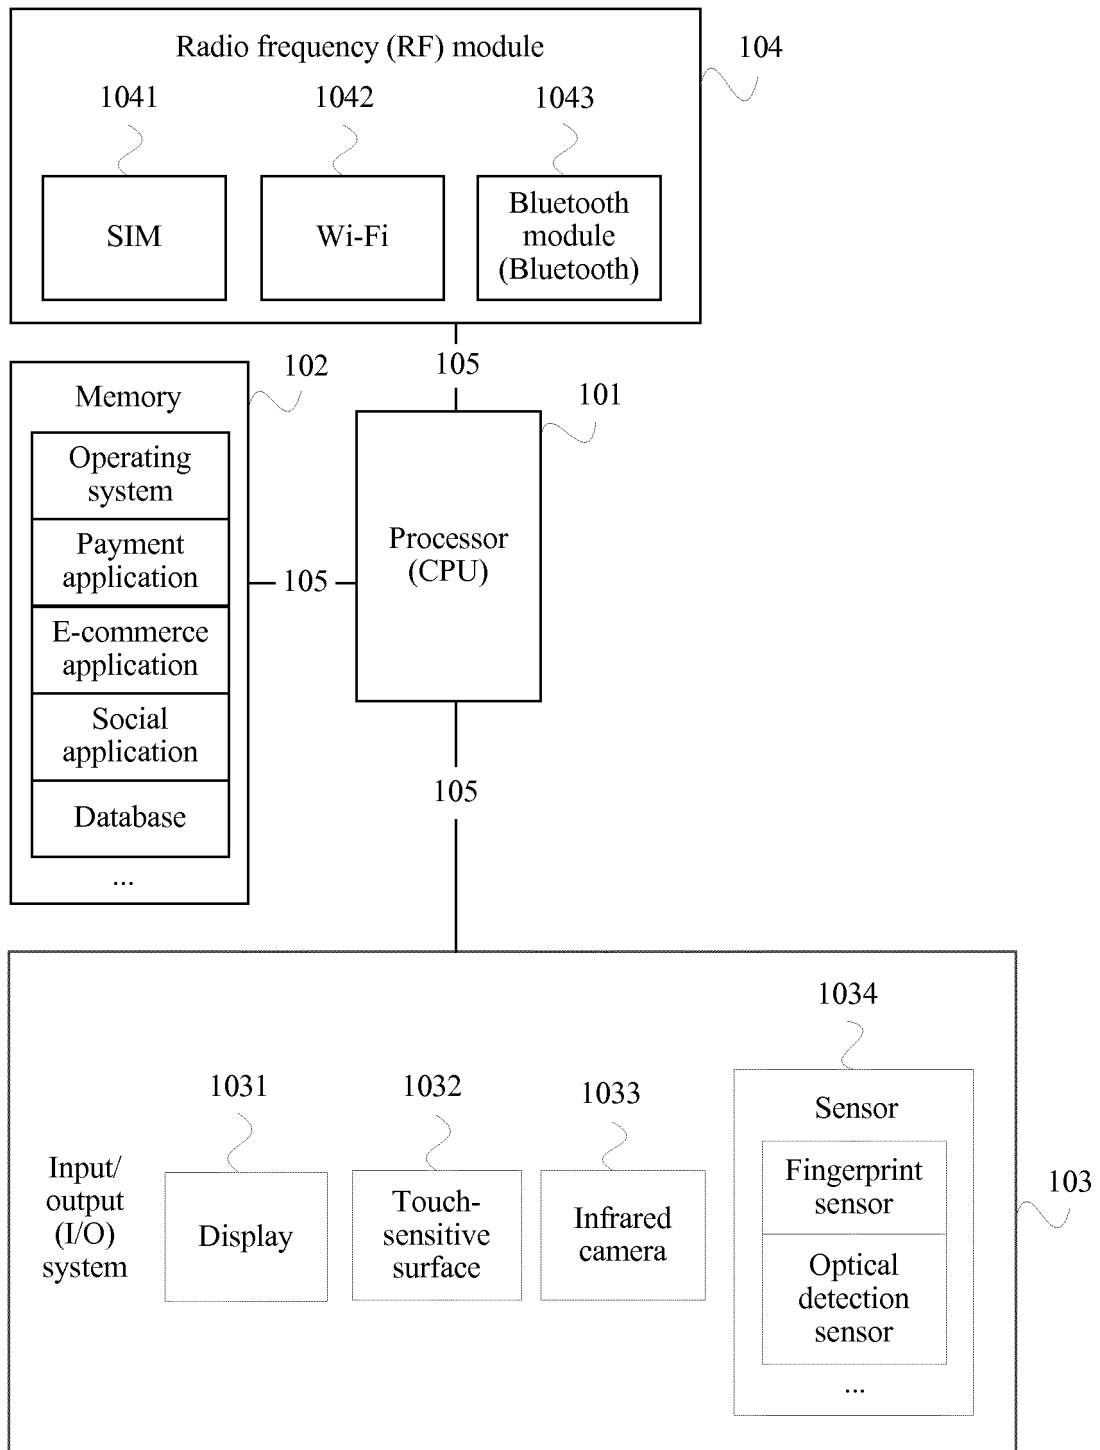 Radio frequency (RF) module
104
1041
1042
1043
SIM
Wi-Fi
Bluetooth
module
(Bluetooth)
105
102
Memory
Operating
system
Payment
application
E-commerce
application
Social
application
Database
...
105
101
Processor
(CPU)
105
103
Input/
output
(I/O)
system
1031
Display
1032
Touch-
sensitive
surface
1033
Infrared
camera
1034
Sensor
Fingerprint
sensor
Optical
detection
sensor
...